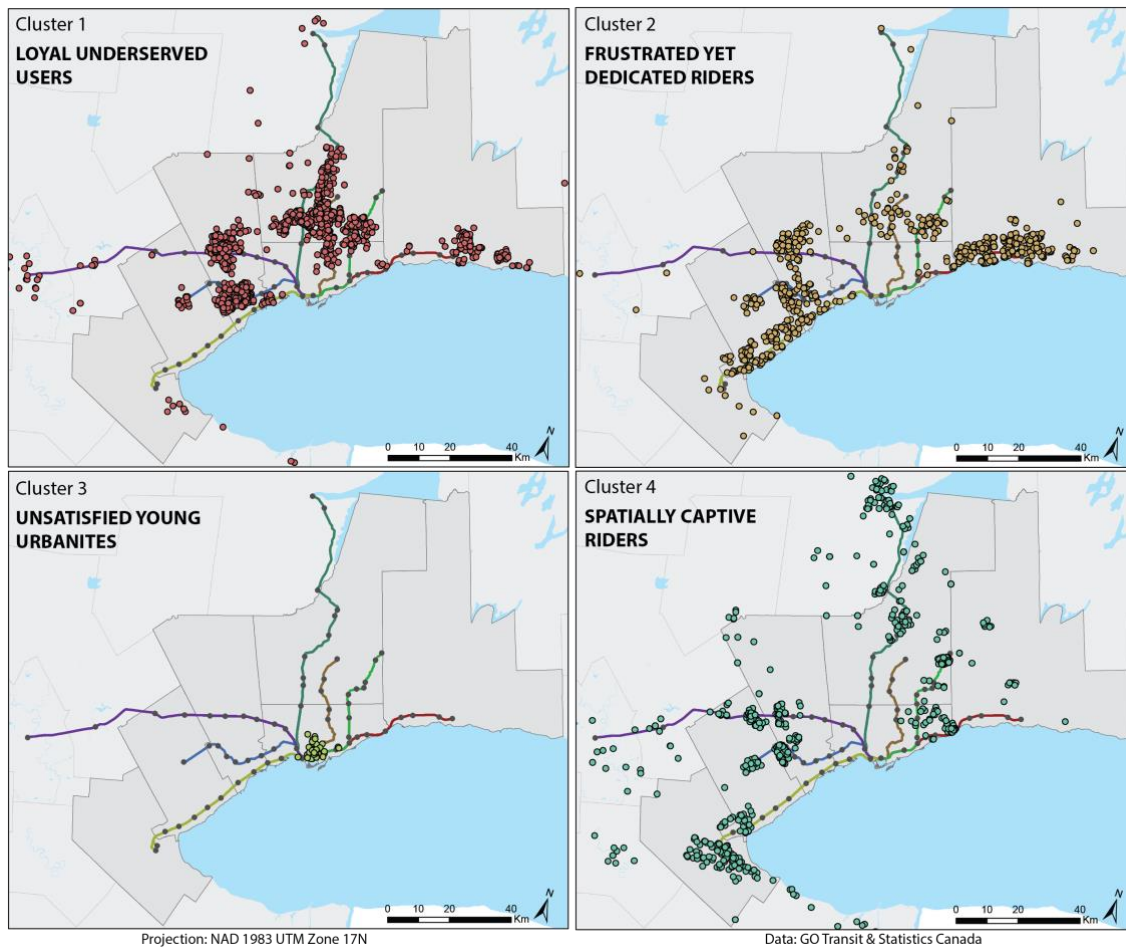 Cluster 1
LOYAL UNDERSERVED
USERS
N
0 10 20 40
Km
Cluster 2
FRUSTRATED YET
DEDICATED RIDERS
N
0 10 20 40
Km
Cluster 3
UNSATISFIED YOUNG
URBANITES
N
0 10 20 40
Km
Cluster 4
SPATIALLY CAPTIVE
RIDERS
N
0 10 20 40
Km
Projection: NAD 1983 UTM Zone 17N
Data: GO Transit & Statistics Canada